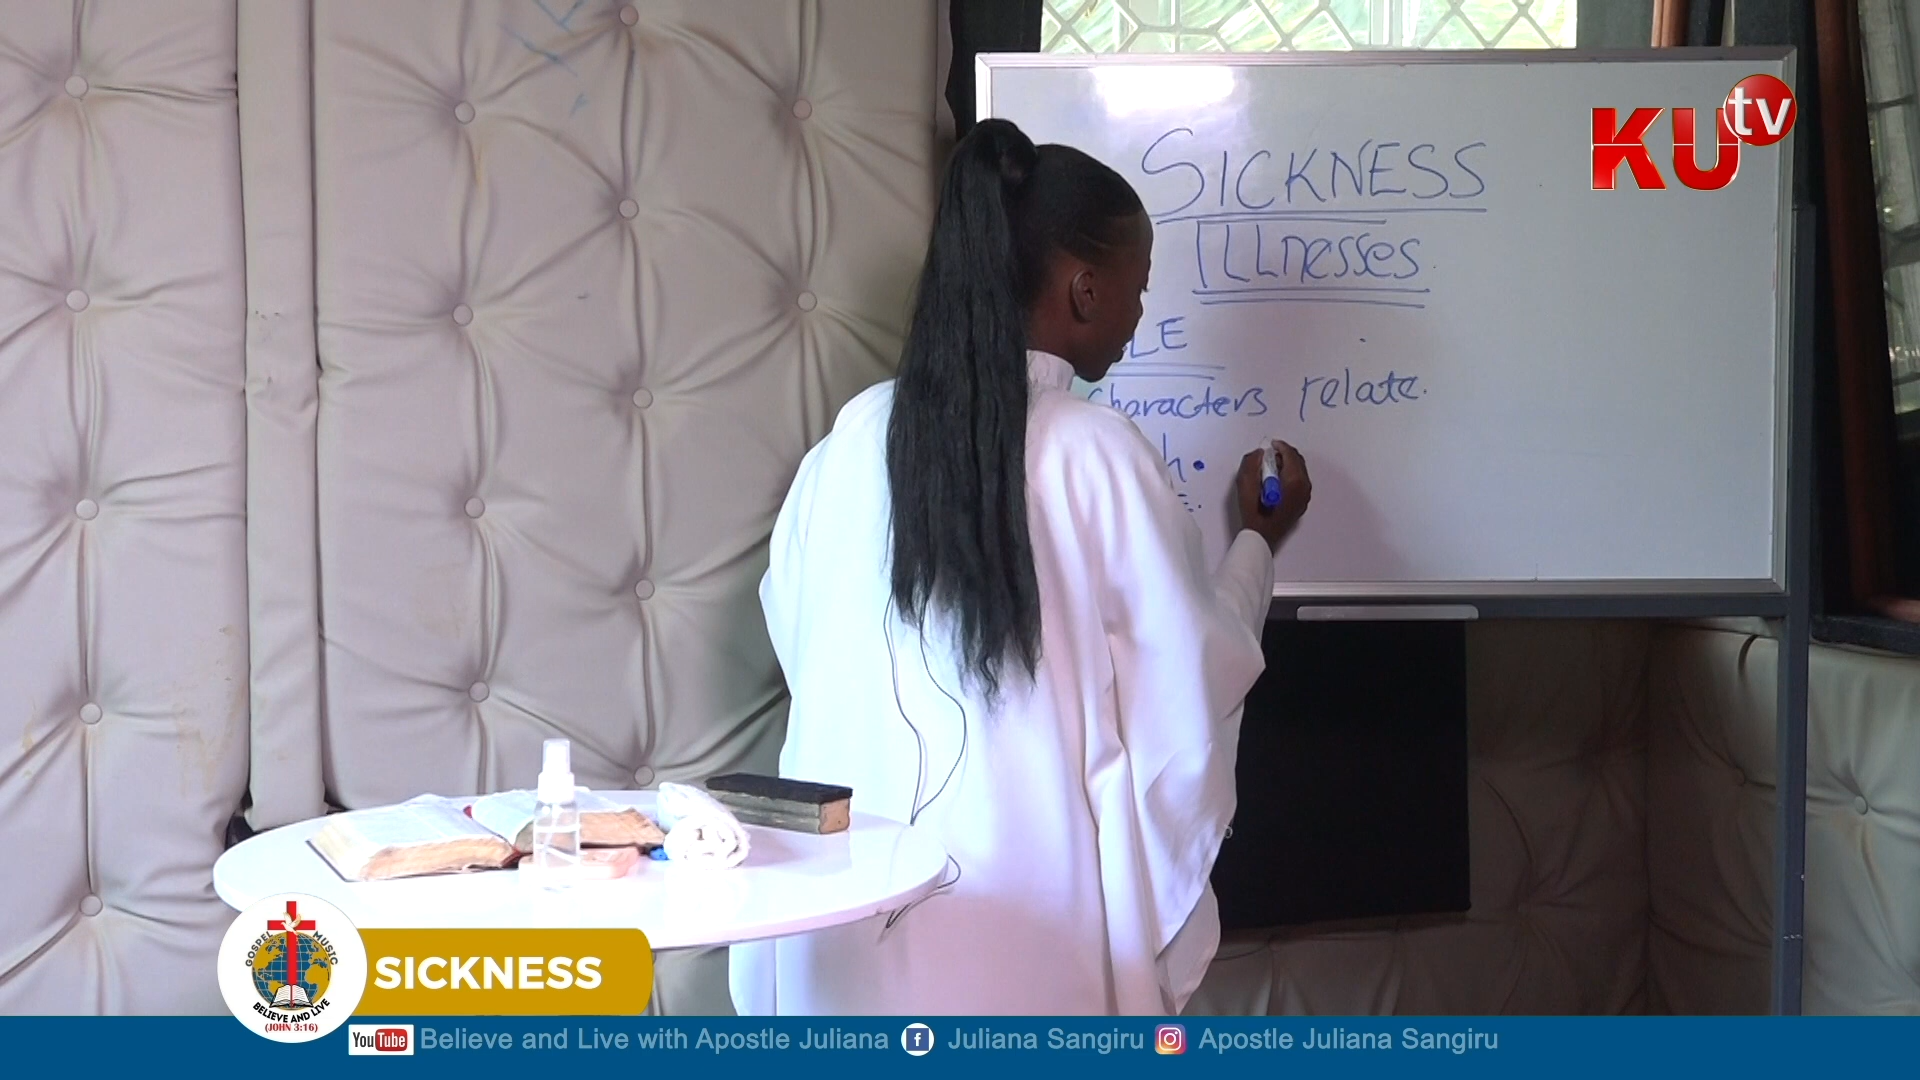 KU tv
SICKNESS
ILLnesses
characters relate.
GOSPEL MUSIC
BELIEVE AND LIVE
(JOHN 3:16)
SICKNESS
YouTube Believe and Live with Apostle Juliana f Juliana Sangiru Apostle Juliana Sangiru